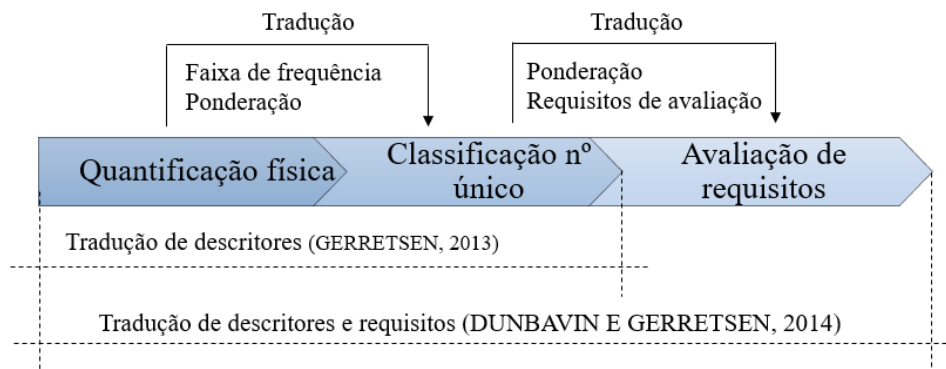 Tradução
Tradução
Faixa de frequência
Ponderação
Ponderação
Requisitos de avaliação
Quantificação física
Classificação nº
único
Avaliação de
requisitos
Tradução de descritores (GERRETSEN, 2013)
Tradução de descritores e requisitos (DUNBAVIN E GERRETSEN, 2014)